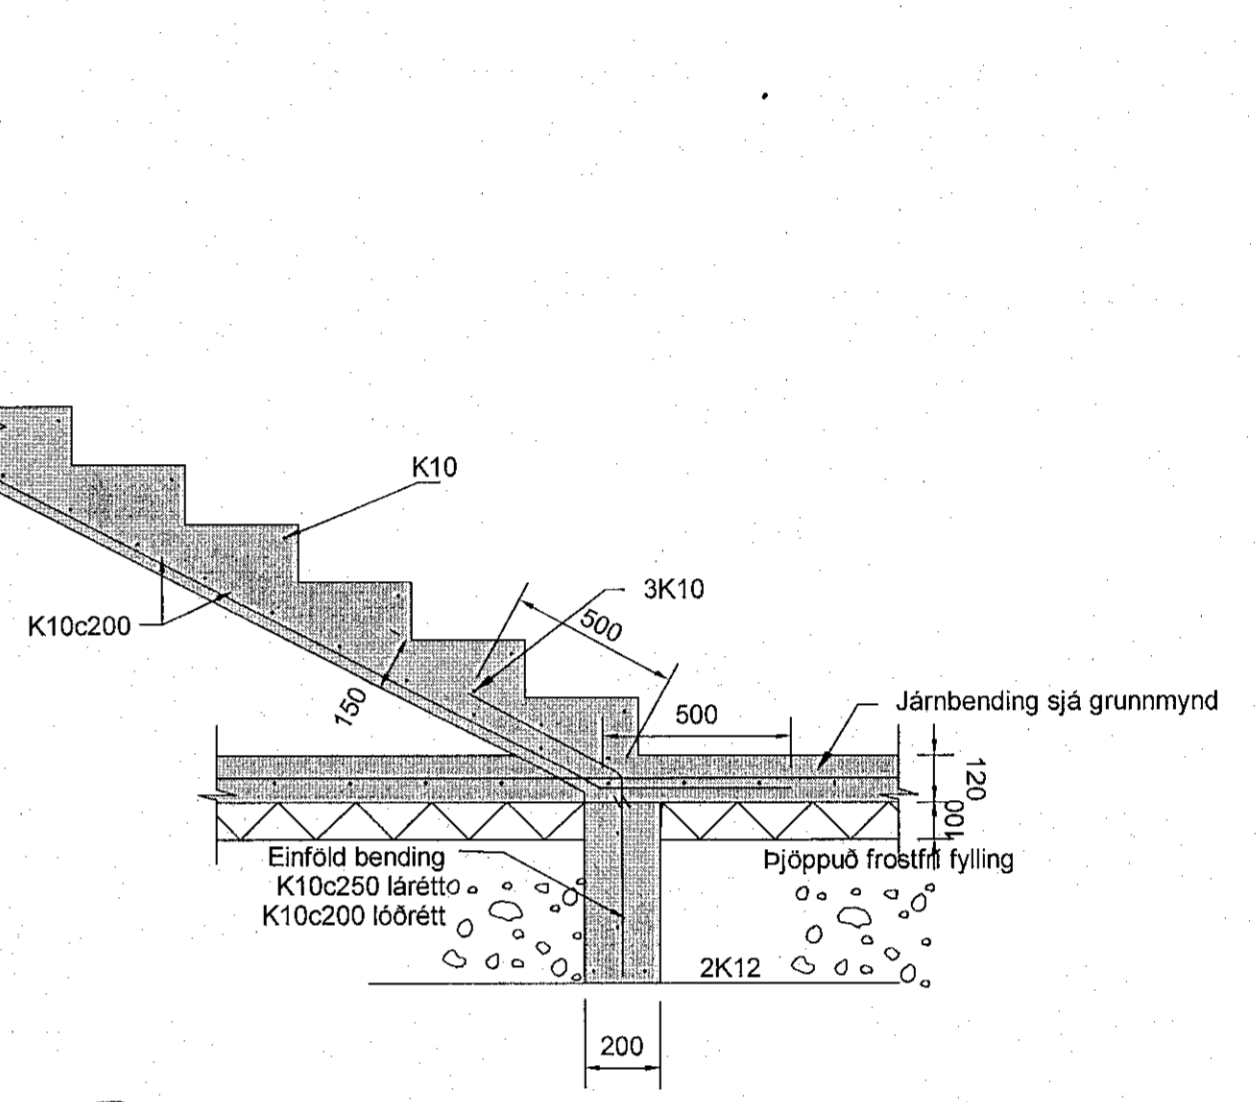 K10
3K10
500
K10c200
150
500
Járnbending sjá grunnmynd
120
100
Einföld bending
K10c250 lárétt
K10c200 lóðrétt
Þjöppuð frostfrí fylling
2K12
200